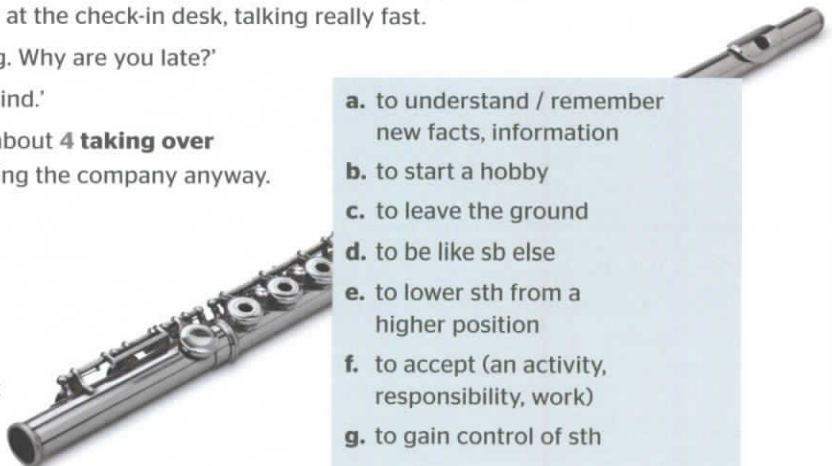 at the check-in desk, talking really fast.
g. Why are you late?'
ind.'
about 4 taking over
ng the company anyway.
a. to understand / remember
new facts, information
b. to start a hobby
c. to leave the ground
d. to be like sb else
e. to lower sth from a
higher position
f. to accept (an activity,
responsibility, work)
g. to gain control of sth